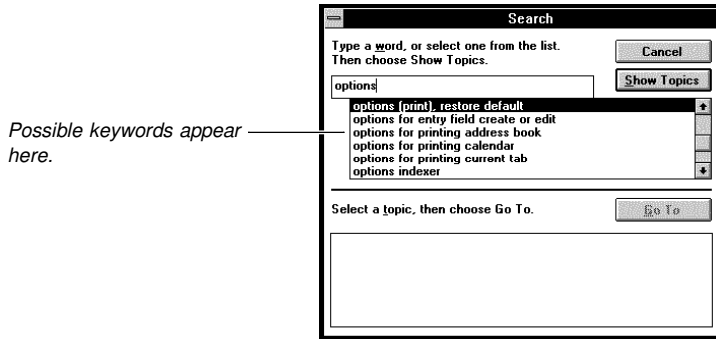 Search
Type a word, or select one from the list.
Then choose Show Topics.
Cancel
options
Show Topics
options (print), restore default
options for entry field create or edit
options for printing address book
options for printing calendar
options for printing current tab
options indexer
Possible keywords appear
here.
Select a topic, then choose Go To.
Go To